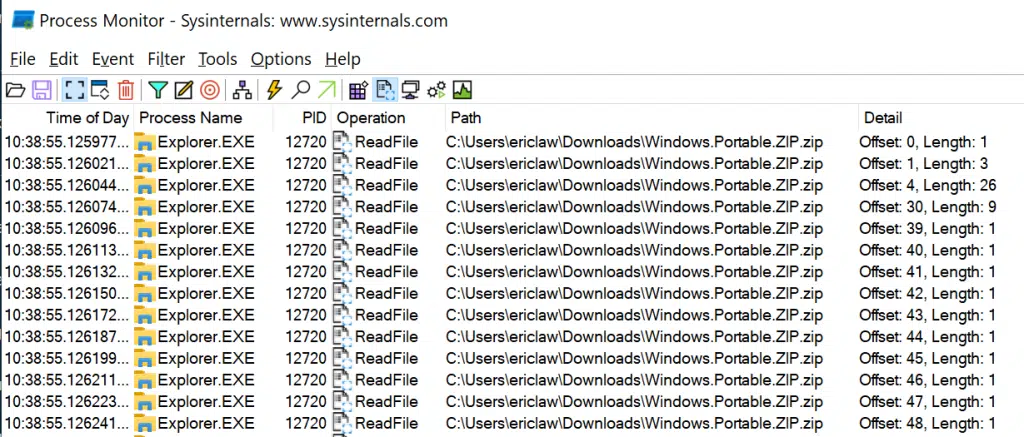 Process Monitor - Sysinternals: www.sysinternals.com
File Edit Event Filter Tools Options Help
Time of Day Process Name PID Operation Path Detail
10:38:55.125977... Explorer.EXE 12720 ReadFile C:\Users\ericlaw\Downloads\Windows.Portable.ZIP.zip Offset: 0, Length: 1
10:38:55.126021... Explorer.EXE 12720 ReadFile C:\Users\ericlaw\Downloads\Windows.Portable.ZIP.zip Offset: 1, Length: 3
10:38:55.126044... Explorer.EXE 12720 ReadFile C:\Users\ericlaw\Downloads\Windows.Portable.ZIP.zip Offset: 4, Length: 26
10:38:55.126074... Explorer.EXE 12720 ReadFile C:\Users\ericlaw\Downloads\Windows.Portable.ZIP.zip Offset: 30, Length: 9
10:38:55.126096... Explorer.EXE 12720 ReadFile C:\Users\ericlaw\Downloads\Windows.Portable.ZIP.zip Offset: 39, Length: 1
10:38:55.126113... Explorer.EXE 12720 ReadFile C:\Users\ericlaw\Downloads\Windows.Portable.ZIP.zip Offset: 40, Length: 1
10:38:55.126132... Explorer.EXE 12720 ReadFile C:\Users\ericlaw\Downloads\Windows.Portable.ZIP.zip Offset: 41, Length: 1
10:38:55.126150... Explorer.EXE 12720 ReadFile C:\Users\ericlaw\Downloads\Windows.Portable.ZIP.zip Offset: 42, Length: 1
10:38:55.126172... Explorer.EXE 12720 ReadFile C:\Users\ericlaw\Downloads\Windows.Portable.ZIP.zip Offset: 43, Length: 1
10:38:55.126187... Explorer.EXE 12720 ReadFile C:\Users\ericlaw\Downloads\Windows.Portable.ZIP.zip Offset: 44, Length: 1
10:38:55.126199... Explorer.EXE 12720 ReadFile C:\Users\ericlaw\Downloads\Windows.Portable.ZIP.zip Offset: 45, Length: 1
10:38:55.126211... Explorer.EXE 12720 ReadFile C:\Users\ericlaw\Downloads\Windows.Portable.ZIP.zip Offset: 46, Length: 1
10:38:55.126223... Explorer.EXE 12720 ReadFile C:\Users\ericlaw\Downloads\Windows.Portable.ZIP.zip Offset: 47, Length: 1
10:38:55.126241... Explorer.EXE 12720 ReadFile C:\Users\ericlaw\Downloads\Windows.Portable.ZIP.zip Offset: 48, Length: 1